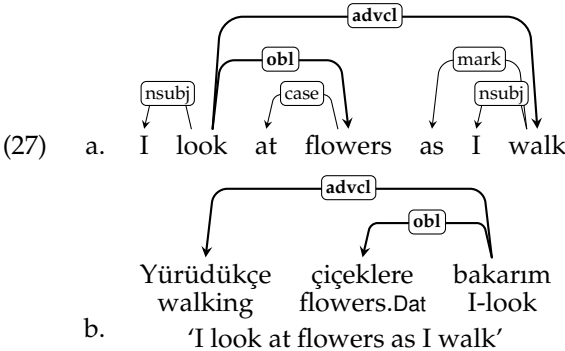 advcl
obl
mark
nsubj
case
nsubj
(27) a. I look at flowers as I walk
advcl
obl
Yürüdükçe çiçeklere bakarım
walking flowers.Dat I-look
b. ‘I look at flowers as I walk’